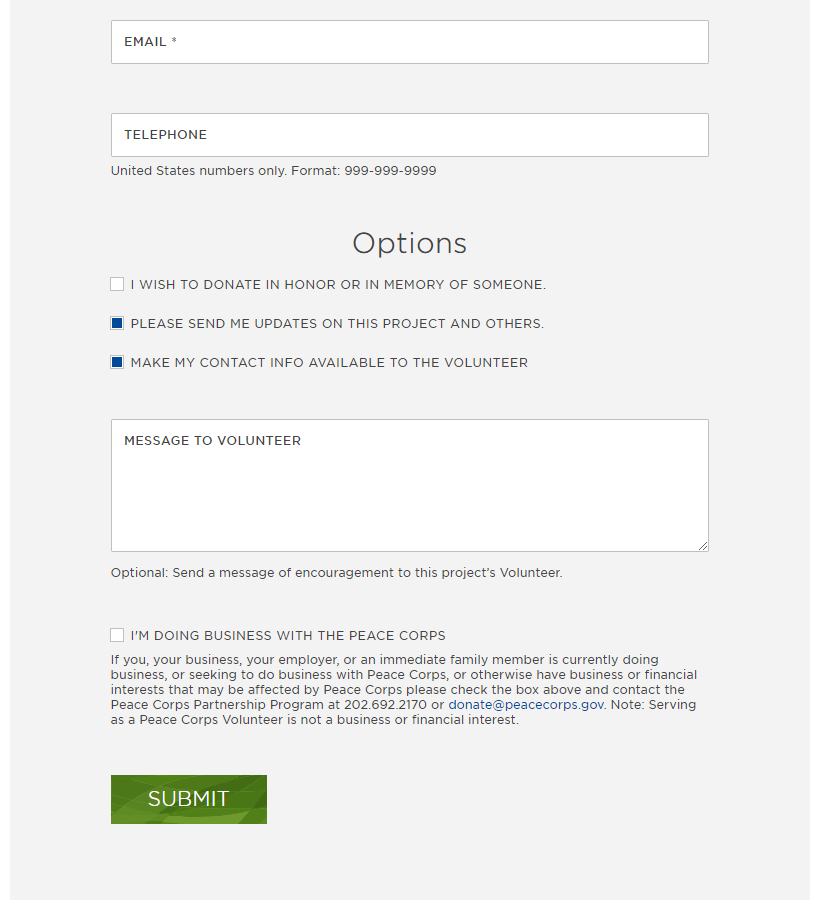 EMAIL *
TELEPHONE
United States numbers only. Format: 999-999-9999
Options
I WISH TO DONATE IN HONOR OR IN MEMORY OF SOMEONE.
PLEASE SEND ME UPDATES ON THIS PROJECT AND OTHERS.
MAKE MY CONTACT INFO AVAILABLE TO THE VOLUNTEER
MESSAGE TO VOLUNTEER
Optional: Send a message of encouragement to this project's Volunteer.
I'M DOING BUSINESS WITH THE PEACE CORPS
If you, your business, your employer, or an immediate family member is currently doing
business, or seeking to do business with Peace Corps, or otherwise have business or financial
interests that may be affected by Peace Corps please check the box above and contact the
Peace Corps Partnership Program at 202.692.2170 or donate@peacecorps.gov. Note: Serving
as a Peace Corps Volunteer is not a business or financial interest.
SUBMIT